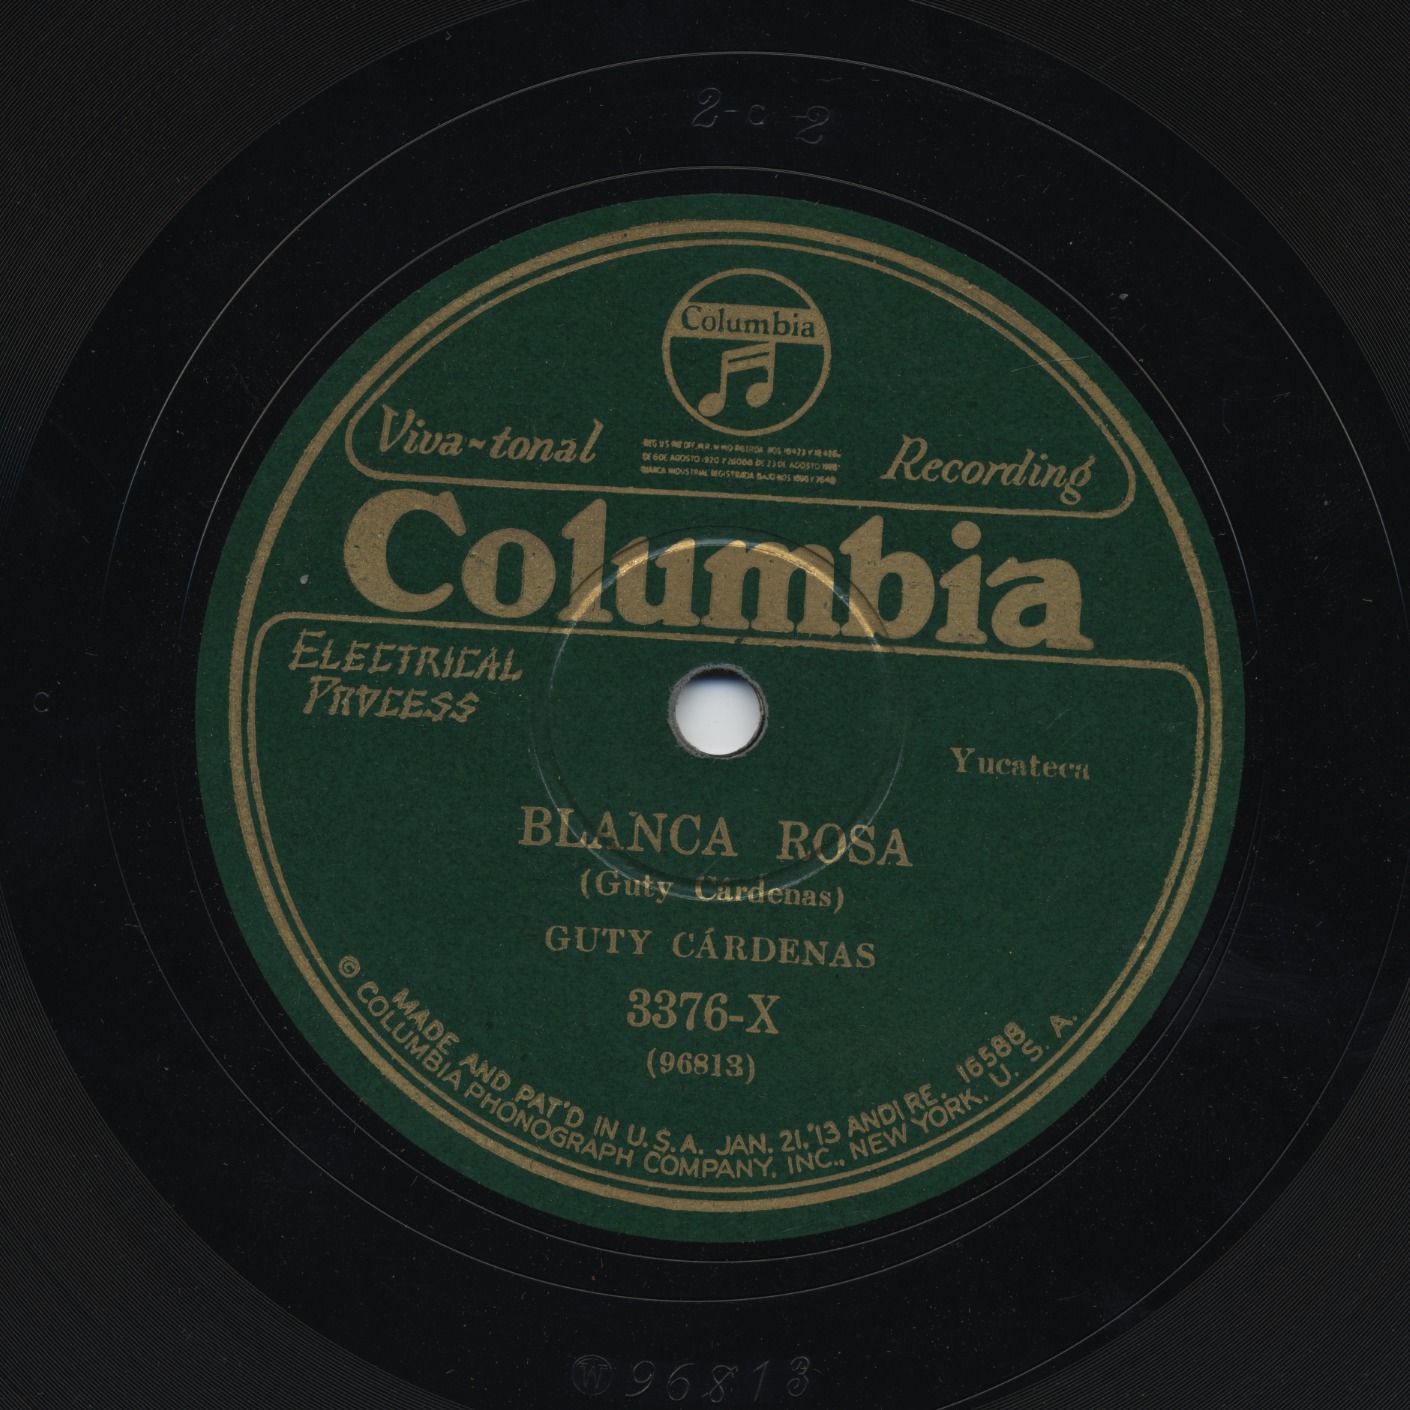 2-C-2
Columbia
Viva-tonal Recording
Columbia
ELECTRICAL
PROCESS
Yucateca
BLANCA ROSA
(Guty Cárdenas)
GUTY CÁRDENAS
3376-X
(96813)
MADE AND PAT'D IN U.S.A. JAN. 21,'13 AND RE. 16588
© COLUMBIA PHONOGRAPH COMPANY, INC., NEW YORK, U. S. A.
C
W 96813